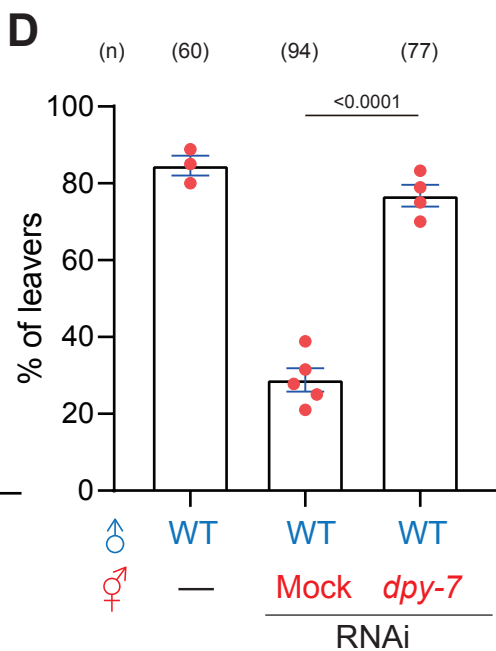 D
(n) (60) (94) (77)
<0.0001
100
80
60
40
20
0
% of leavers
♂ WT WT WT
⚥ — Mock dpy-7
RNAi